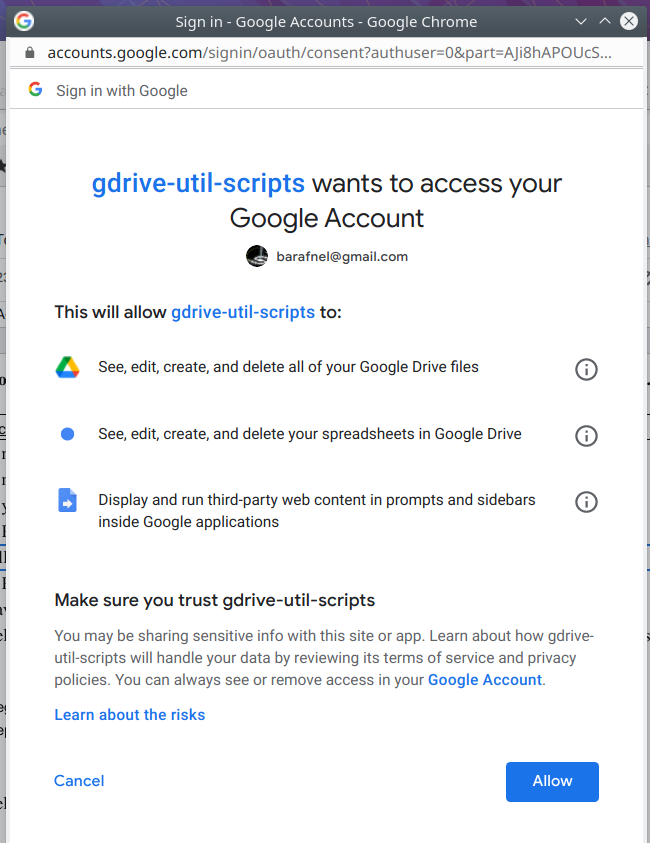 Sign in - Google Accounts - Google Chrome
accounts.google.com/signin/oauth/consent?authuser=0&part=AJi8hAPOUcS...
Sign in with Google
gdrive-util-scripts wants to access your
Google Account
barafnel@gmail.com
This will allow gdrive-util-scripts to:
See, edit, create, and delete all of your Google Drive files
See, edit, create, and delete your spreadsheets in Google Drive
Display and run third-party web content in prompts and sidebars
inside Google applications
Make sure you trust gdrive-util-scripts
You may be sharing sensitive info with this site or app. Learn about how gdrive-
util-scripts will handle your data by reviewing its terms of service and privacy
policies. You can always see or remove access in your Google Account.
Learn about the risks
Cancel
Allow